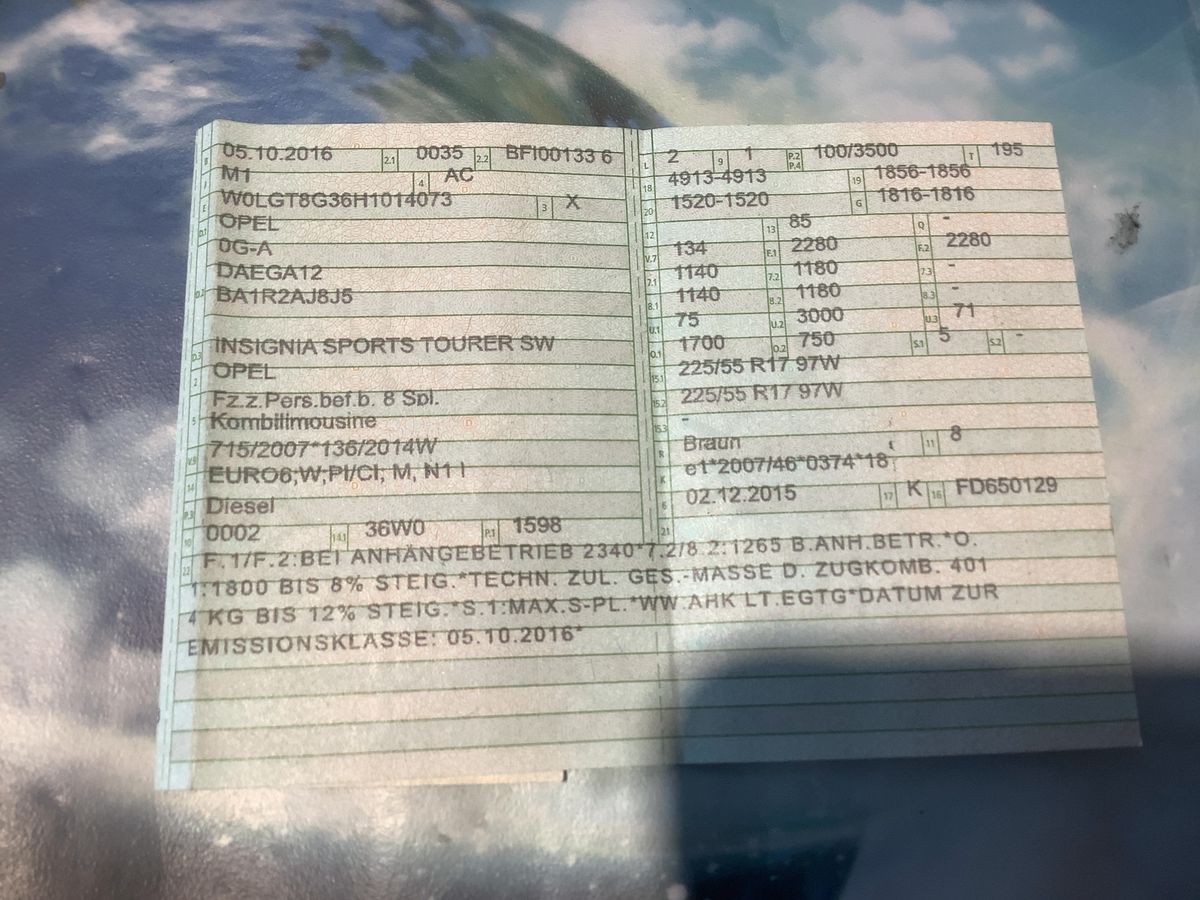 B 05.10.2016 2.1 0035 2.2 BFI00133 6
J M1 4 AC
E W0LGT8G36H1014073 3 X
D.1 OPEL
0G-A
DAEGA12
D.2 BA1R2AJ8J5
D.3 INSIGNIA SPORTS TOURER SW
2 OPEL
Fz.z.Pers.bef.b. 8 Spl.
5 Kombilimousine
V.9 715/2007*136/2014W
14 EURO6;W;PI/CI; M, N1 I
P.3 Diesel
10 0002 14.1 36W0 P.1 1598
L 2 9 1 P.2 P.4 100/3500 T 195
18 4913-4913 19 1856-1856
20 1520-1520 G 1816-1816
12 13 85 Q -
V.7 134 F.1 2280 F.2 2280
7.1 1140 7.2 1180 7.3 -
8.1 1140 8.2 1180 8.3 -
U.1 75 U.2 3000 U.3 71
O.1 1700 O.2 750 S.1 5 S.2 -
15.1 225/55 R17 97W
15.2 225/55 R17 97W
15.3 -
R Braun 11 8
K e1*2007/46*0374*18
6 02.12.2015 17 K 16 FD650129
21
22 F.1/F.2:BEI ANHÄNGEBETRIEB 2340*7.2/8.2:1265 B.ANH.BETR.*O.
1:1800 BIS 8% STEIG.*TECHN. ZUL. GES.-MASSE D. ZUGKOMB. 401
4 KG BIS 12% STEIG.*S.1:MAX.S-PL.*WW.AHK LT.EGTG*DATUM ZUR
EMISSIONSKLASSE: 05.10.2016*